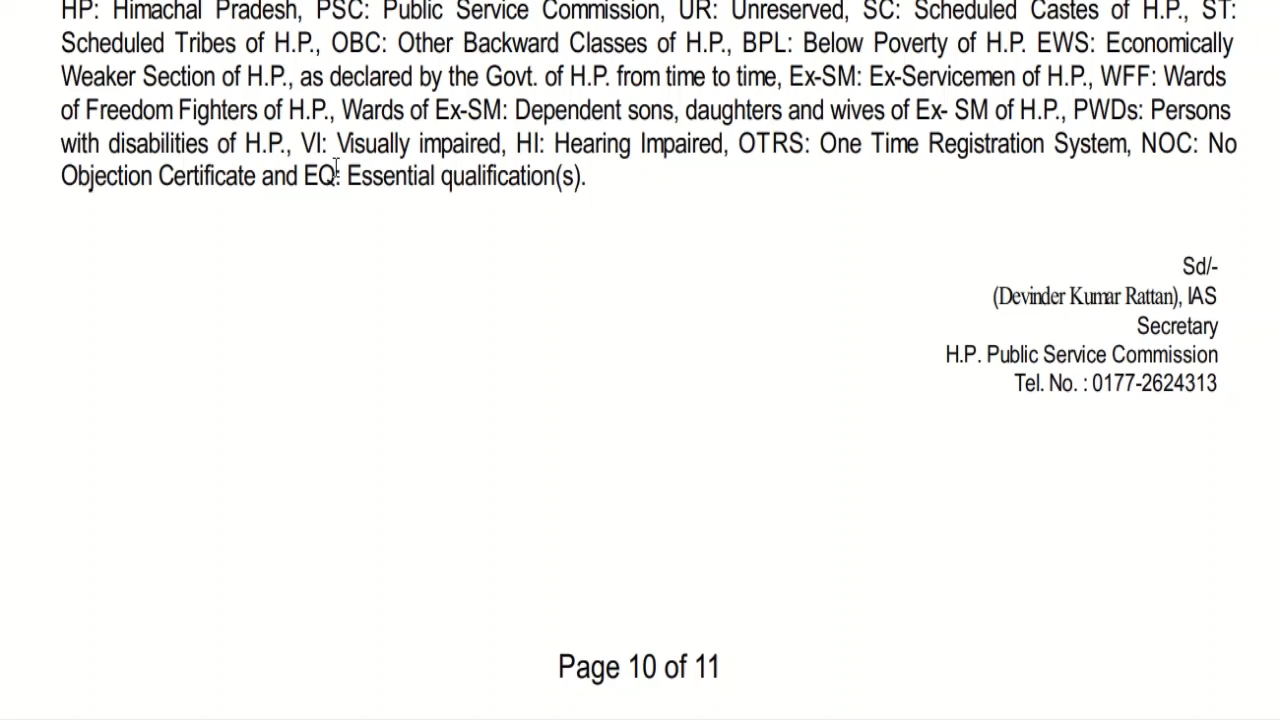 HP: Himachal Pradesh, PSC: Public Service Commission, UR: Unreserved, SC: Scheduled Castes of H.P., ST:
Scheduled Tribes of H.P., OBC: Other Backward Classes of H.P., BPL: Below Poverty of H.P. EWS: Economically
Weaker Section of H.P., as declared by the Govt. of H.P. from time to time, Ex-SM: Ex-Servicemen of H.P., WFF: Wards
of Freedom Fighters of H.P., Wards of Ex-SM: Dependent sons, daughters and wives of Ex- SM of H.P., PWDs: Persons
with disabilities of H.P., VI: Visually impaired, HI: Hearing Impaired, OTRS: One Time Registration System, NOC: No
Objection Certificate and EQ: Essential qualification(s).
Sd/-
(Devinder Kumar Rattan), IAS
Secretary
H.P. Public Service Commission
Tel. No. : 0177-2624313
Page 10 of 11